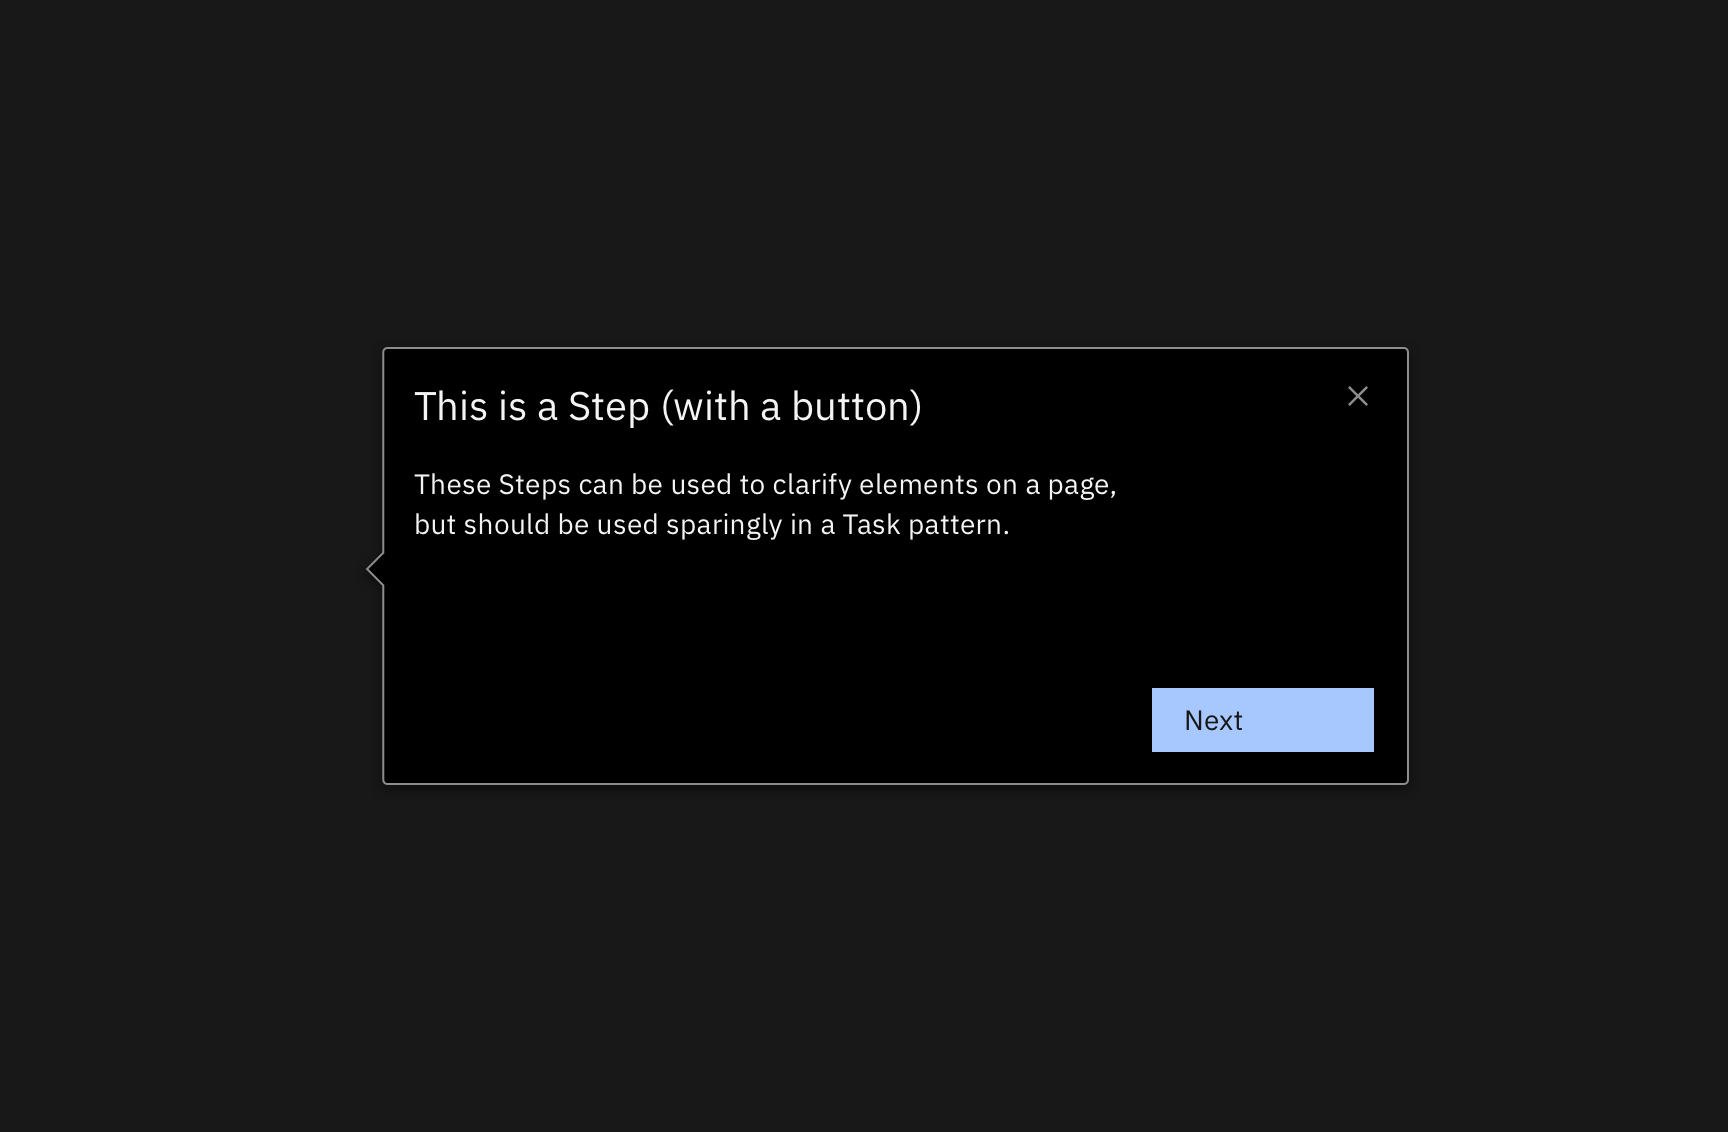 This is a Step (with a button)
These Steps can be used to clarify elements on a page,
but should be used sparingly in a Task pattern.
Next